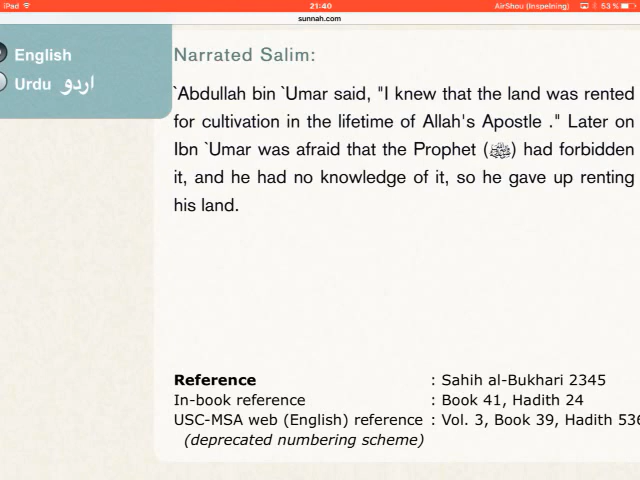 iPad 21:40 AirShou (Inspelning) 53 %
sunnah.com
English
Urdu اردو
Narrated Salim:
`Abdullah bin `Umar said, "I knew that the land was rented
for cultivation in the lifetime of Allah's Apostle ." Later on
Ibn `Umar was afraid that the Prophet (ﷺ) had forbidden
it, and he had no knowledge of it, so he gave up renting
his land.
Reference : Sahih al-Bukhari 2345
In-book reference : Book 41, Hadith 24
USC-MSA web (English) reference : Vol. 3, Book 39, Hadith 536
(deprecated numbering scheme)